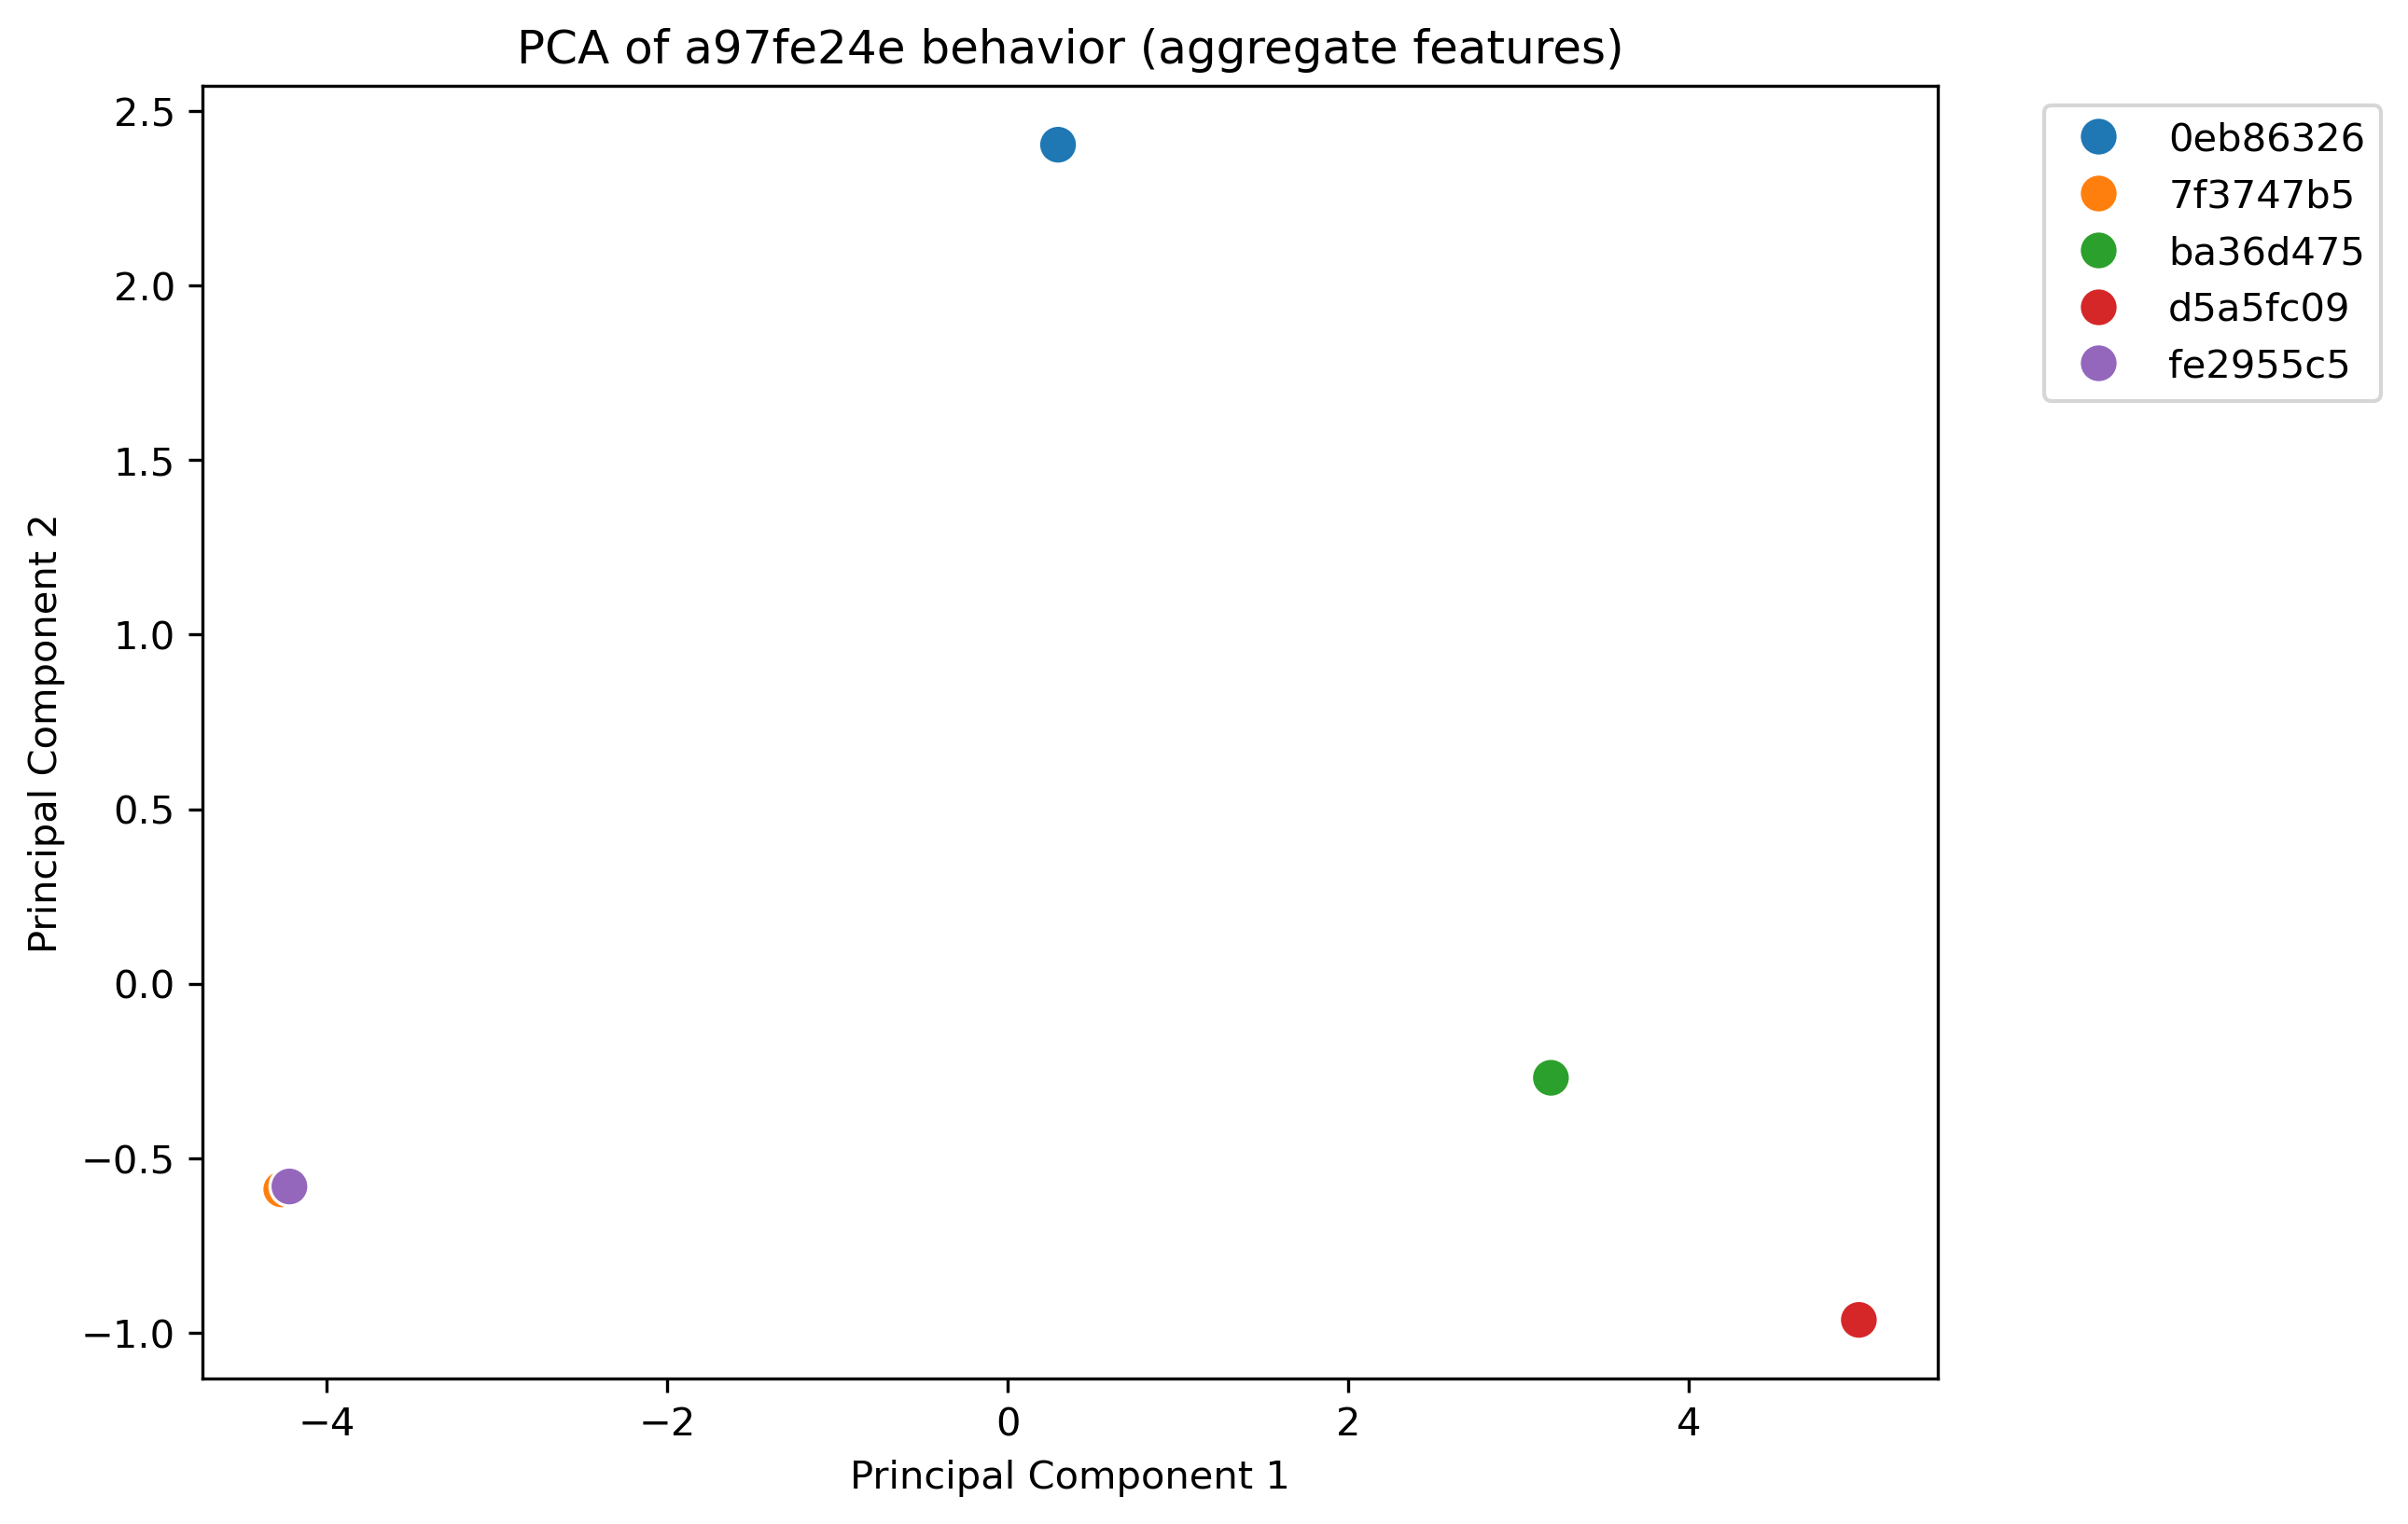 PCA of a97fe24e behavior (aggregate features)
0eb86326
7f3747b5
ba36d475
d5a5fc09
fe2955c5
Principal Component 2
2.5
2.0
1.5
1.0
0.5
0.0
−0.5
−1.0
−4
−2
0
2
4
Principal Component 1